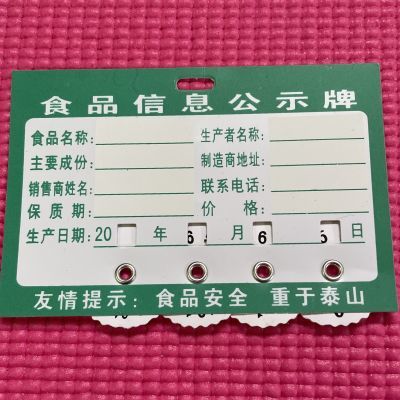 食品信息公示牌
食品名称: 生产者名称:
主要成份: 制造商地址:
销售商姓名: 联系电话:
保质期: 价格:
生产日期: 20 年 6 月 6 5 日
友情提示: 食品安全 重于泰山